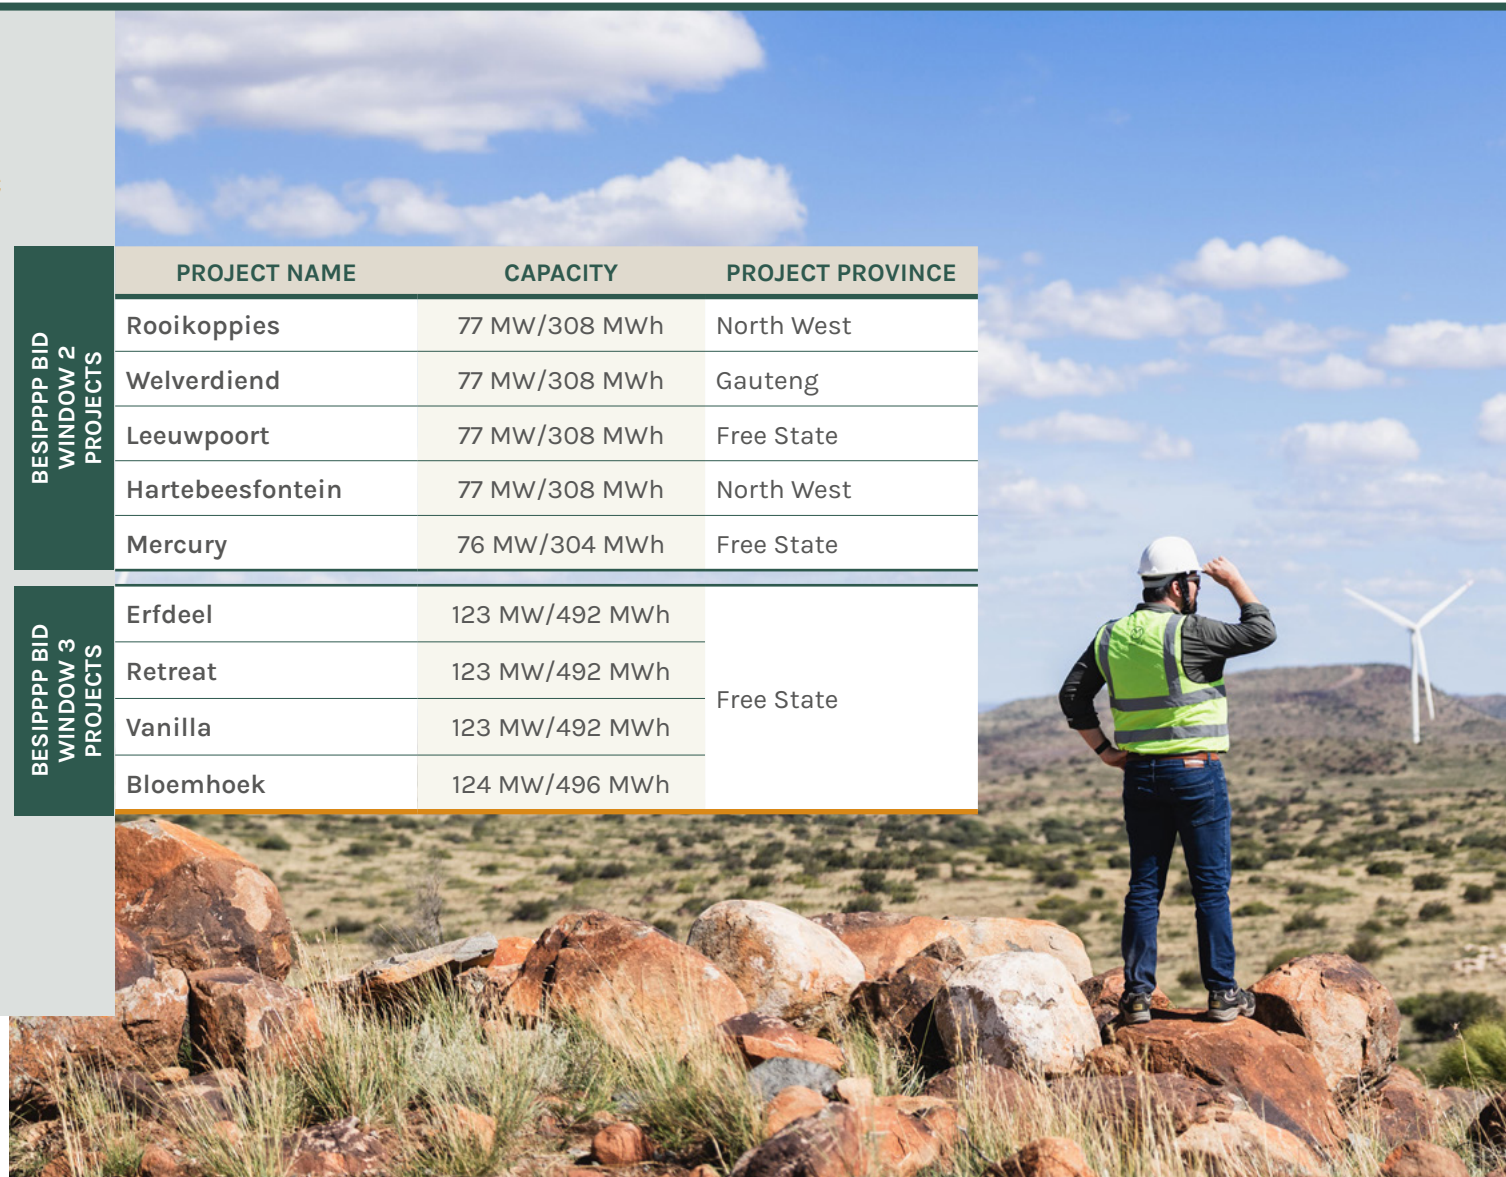 PROJECT NAME CAPACITY PROJECT PROVINCE
BESIPPPP BID
WINDOW 2
PROJECTS
Rooikoppies 77 MW/308 MWh North West
Welverdiend 77 MW/308 MWh Gauteng
Leeuwpoort 77 MW/308 MWh Free State
Hartebeesfontein 77 MW/308 MWh North West
Mercury 76 MW/304 MWh Free State
BESIPPPP BID
WINDOW 3
PROJECTS
Erfdeel 123 MW/492 MWh
Retreat 123 MW/492 MWh
Free State
Vanilla 123 MW/492 MWh
Bloemhoek 124 MW/496 MWh